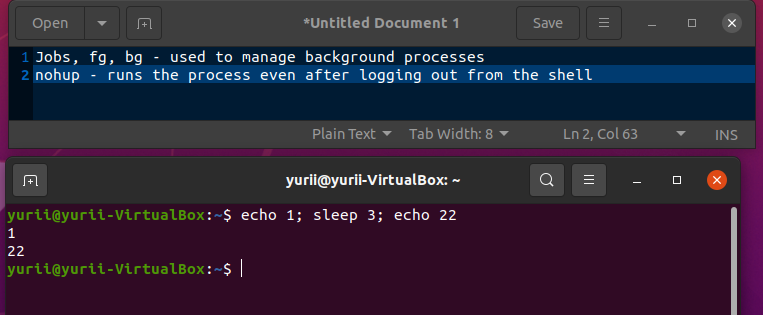 Open
*Untitled Document 1
Save
1 Jobs, fg, bg - used to manage background processes
2 nohup - runs the process even after logging out from the shell
Plain Text Tab Width: 8 Ln 2, Col 63 INS
yurii@yurii-VirtualBox: ~
yurii@yurii-VirtualBox:~$ echo 1; sleep 3; echo 22
1
22
yurii@yurii-VirtualBox:~$